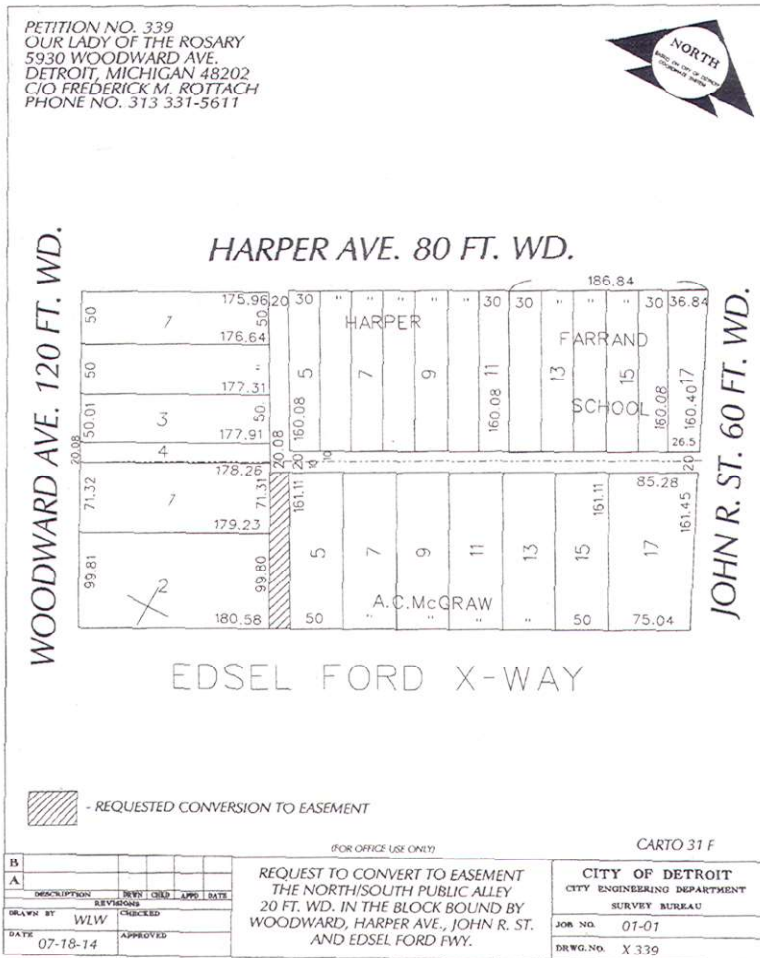 PETITION NO. 339
OUR LADY OF THE ROSARY
5930 WOODWARD AVE.
DETROIT, MICHIGAN 48202
C/O FREDERICK M. ROTTACH
PHONE NO. 313 331-5611
NORTH
BASED ON CITY OF DETROIT
COORDINATE SYSTEM
HARPER AVE. 80 FT. WD.
WOODWARD AVE. 120 FT. WD.
JOHN R. ST. 60 FT. WD.
186.84
50 1 175.96 50 20 30 " " " " " 30 30 " " " 30 36.84
176.64
HARPER
FARRAND
50 177.31
5 7 9 11 13 15 17
50.01 3 50 177.91
160.08 160.08 160.08 160.40
SCHOOL
20.08 4 20.08 20 10 10 26.5 20
178.26
71.32 1 71.31 161.11 161.11 85.28 161.45
179.23
5 7 9 11 13 15 17
99.81 2 99.80
A.C.McGRAW
180.58 50 " " " " 50 75.04
EDSEL FORD X-WAY
- REQUESTED CONVERSION TO EASEMENT
(FOR OFFICE USE ONLY)
CARTO 31 F
B
A
DESCRIPTION DRWN CHKD APPD DATE
REVISIONS
DRAWN BY WLW CHECKED
DATE 07-18-14 APPROVED
REQUEST TO CONVERT TO EASEMENT
THE NORTH/SOUTH PUBLIC ALLEY
20 FT. WD. IN THE BLOCK BOUND BY
WOODWARD, HARPER AVE., JOHN R. ST.
AND EDSEL FORD FWY.
CITY OF DETROIT
CITY ENGINEERING DEPARTMENT
SURVEY BUREAU
JOB NO. 01-01
DRWG. NO. X 339